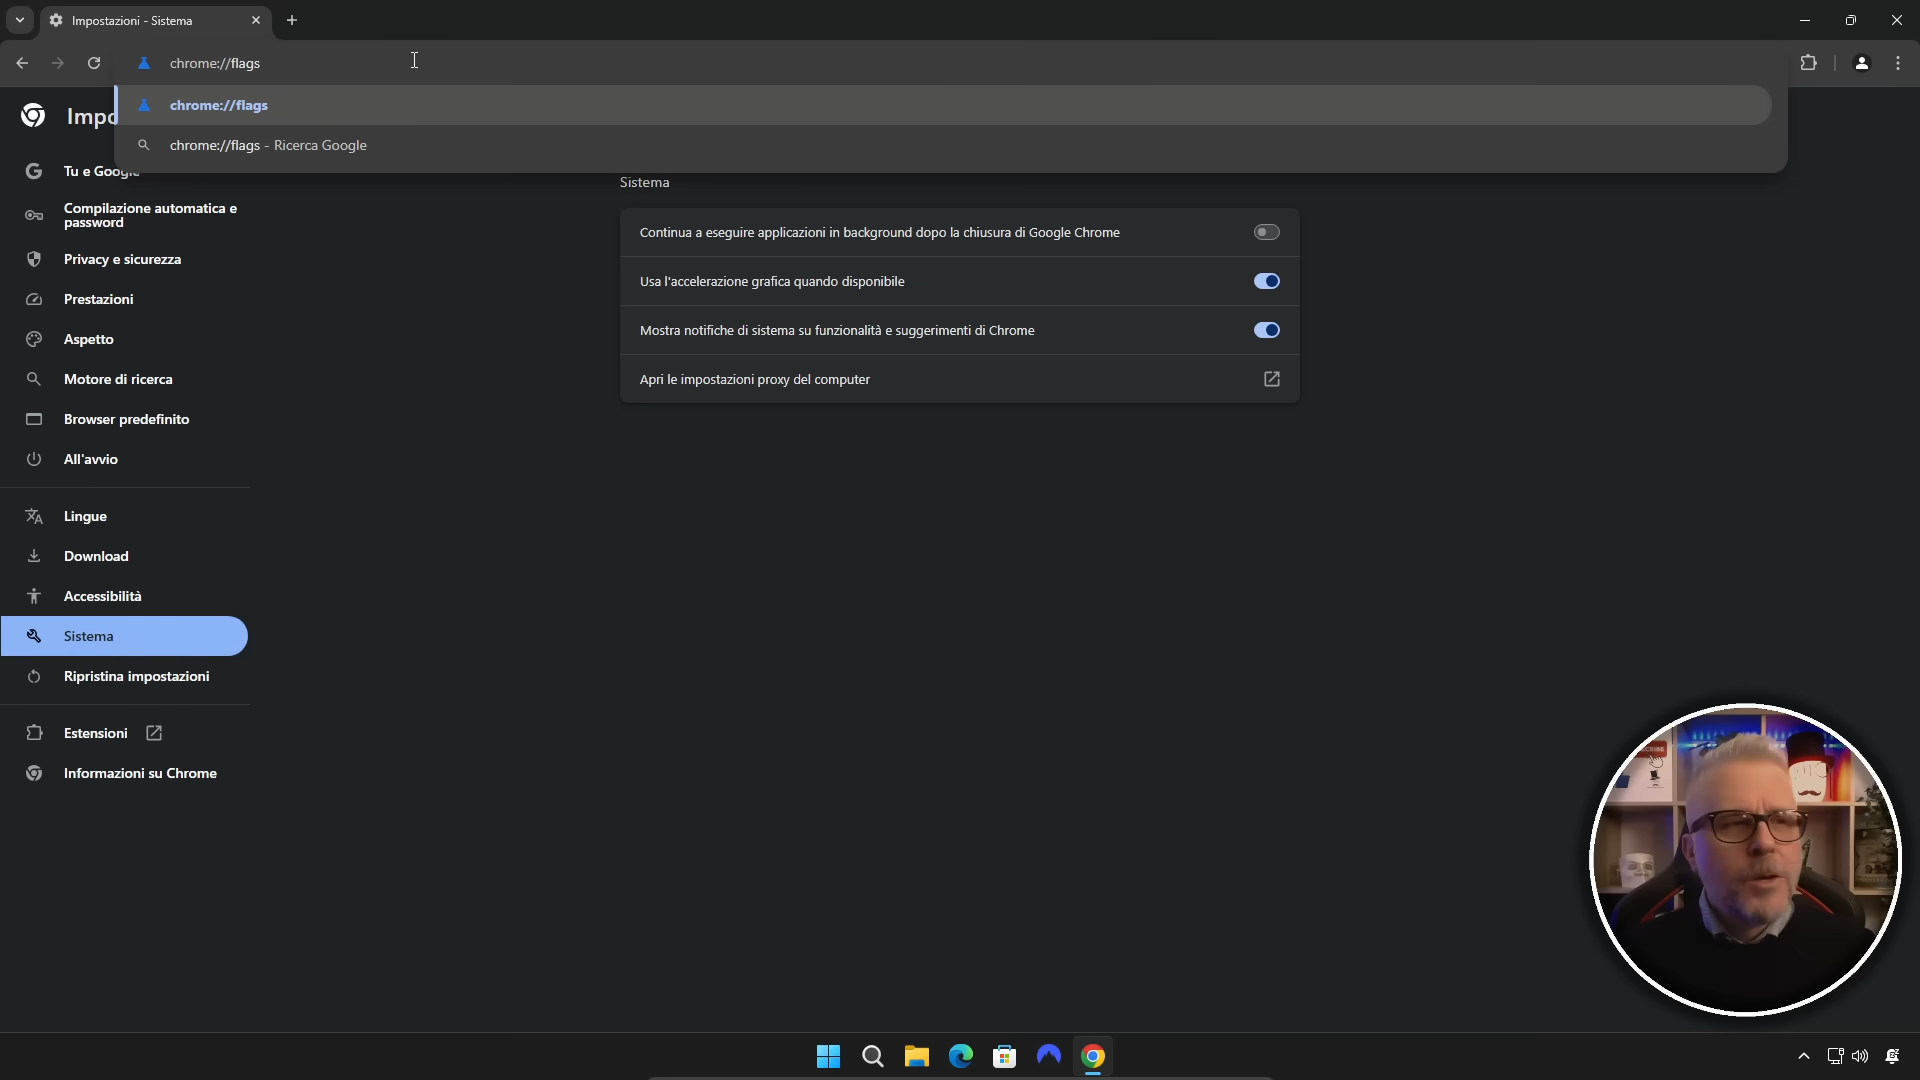 Impostazioni - Sistema
chrome://flags
chrome://flags
chrome://flags - Ricerca Google
Impo
Tu e Google
Compilazione automatica e
password
Privacy e sicurezza
Prestazioni
Aspetto
Motore di ricerca
Browser predefinito
All'avvio
Lingue
Download
Accessibilità
Sistema
Ripristina impostazioni
Estensioni
Informazioni su Chrome
Sistema
Continua a eseguire applicazioni in background dopo la chiusura di Google Chrome
Usa l'accelerazione grafica quando disponibile
Mostra notifiche di sistema su funzionalità e suggerimenti di Chrome
Apri le impostazioni proxy del computer